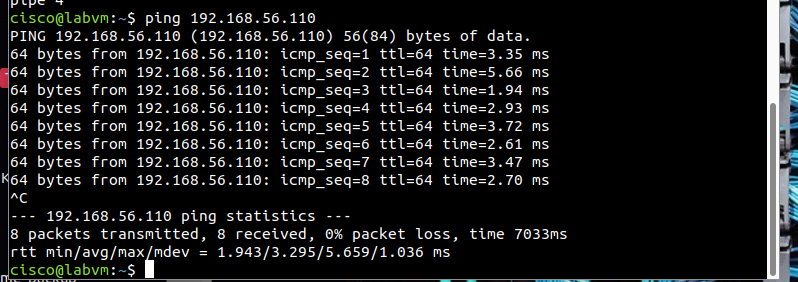 pipe 4
cisco@labvm:~$ ping 192.168.56.110
PING 192.168.56.110 (192.168.56.110) 56(84) bytes of data.
64 bytes from 192.168.56.110: icmp_seq=1 ttl=64 time=3.35 ms
64 bytes from 192.168.56.110: icmp_seq=2 ttl=64 time=5.66 ms
64 bytes from 192.168.56.110: icmp_seq=3 ttl=64 time=1.94 ms
64 bytes from 192.168.56.110: icmp_seq=4 ttl=64 time=2.93 ms
64 bytes from 192.168.56.110: icmp_seq=5 ttl=64 time=3.72 ms
64 bytes from 192.168.56.110: icmp_seq=6 ttl=64 time=2.61 ms
64 bytes from 192.168.56.110: icmp_seq=7 ttl=64 time=3.47 ms
64 bytes from 192.168.56.110: icmp_seq=8 ttl=64 time=2.70 ms
^C
--- 192.168.56.110 ping statistics ---
8 packets transmitted, 8 received, 0% packet loss, time 7033ms
rtt min/avg/max/mdev = 1.943/3.295/5.659/1.036 ms
cisco@labvm:~$